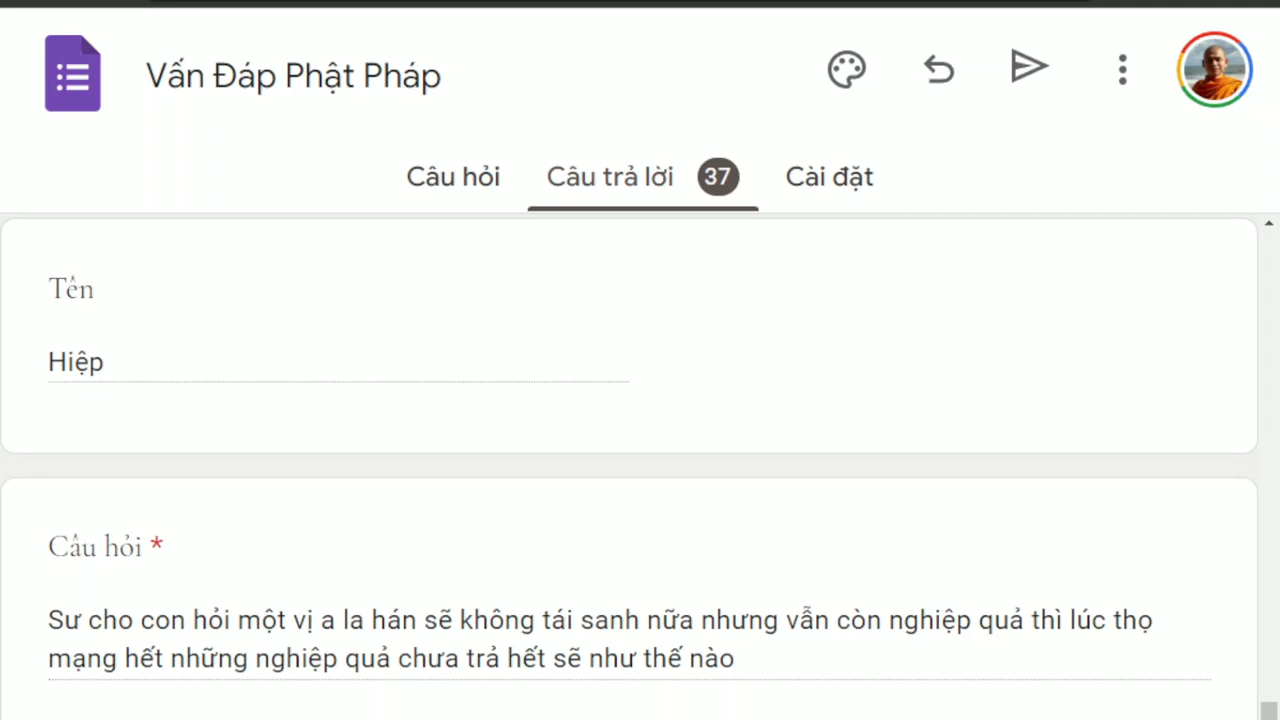 Vấn Đáp Phật Pháp
Câu hỏi
Câu trả lời 37
Cài đặt
Tên
Hiệp
Câu hỏi *
Sư cho con hỏi một vị a la hán sẽ không tái sanh nữa nhưng vẫn còn nghiệp quả thì lúc thọ
mạng hết những nghiệp quả chưa trả hết sẽ như thế nào